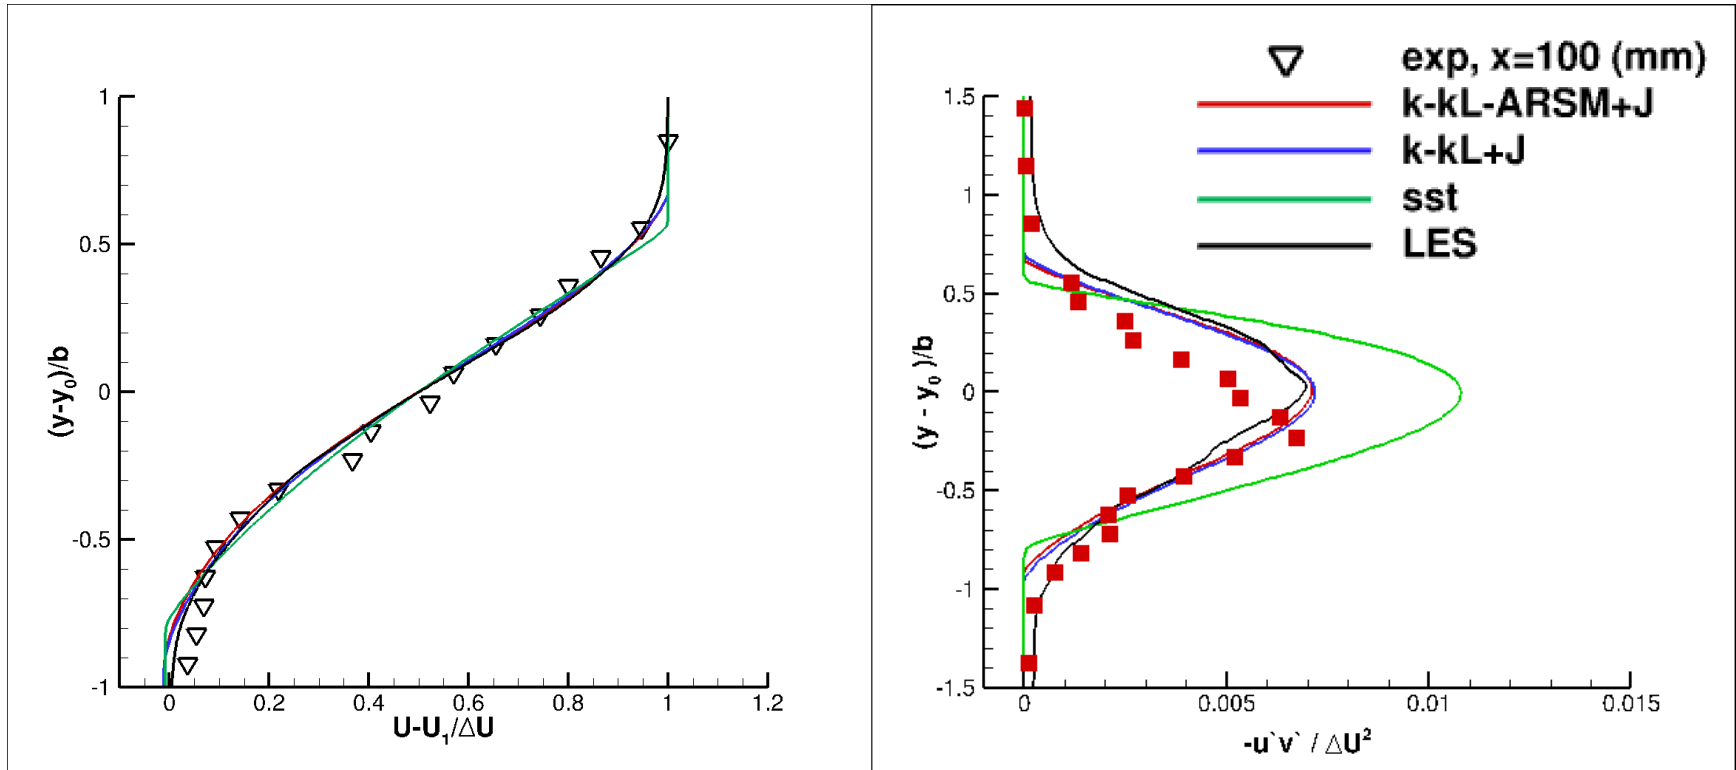 1
0.5
0
-0.5
-1
(y-y₀)/b
0
0.2
0.4
0.6
0.8
1
1.2
U-U₁/ΔU
exp, x=100 (mm)
k-kL-ARSM+J
k-kL+J
sst
LES
1.5
1
0.5
0
-0.5
-1
-1.5
(y - y₀ )/b
0
0.005
0.01
0.015
-u`v` / ΔU²